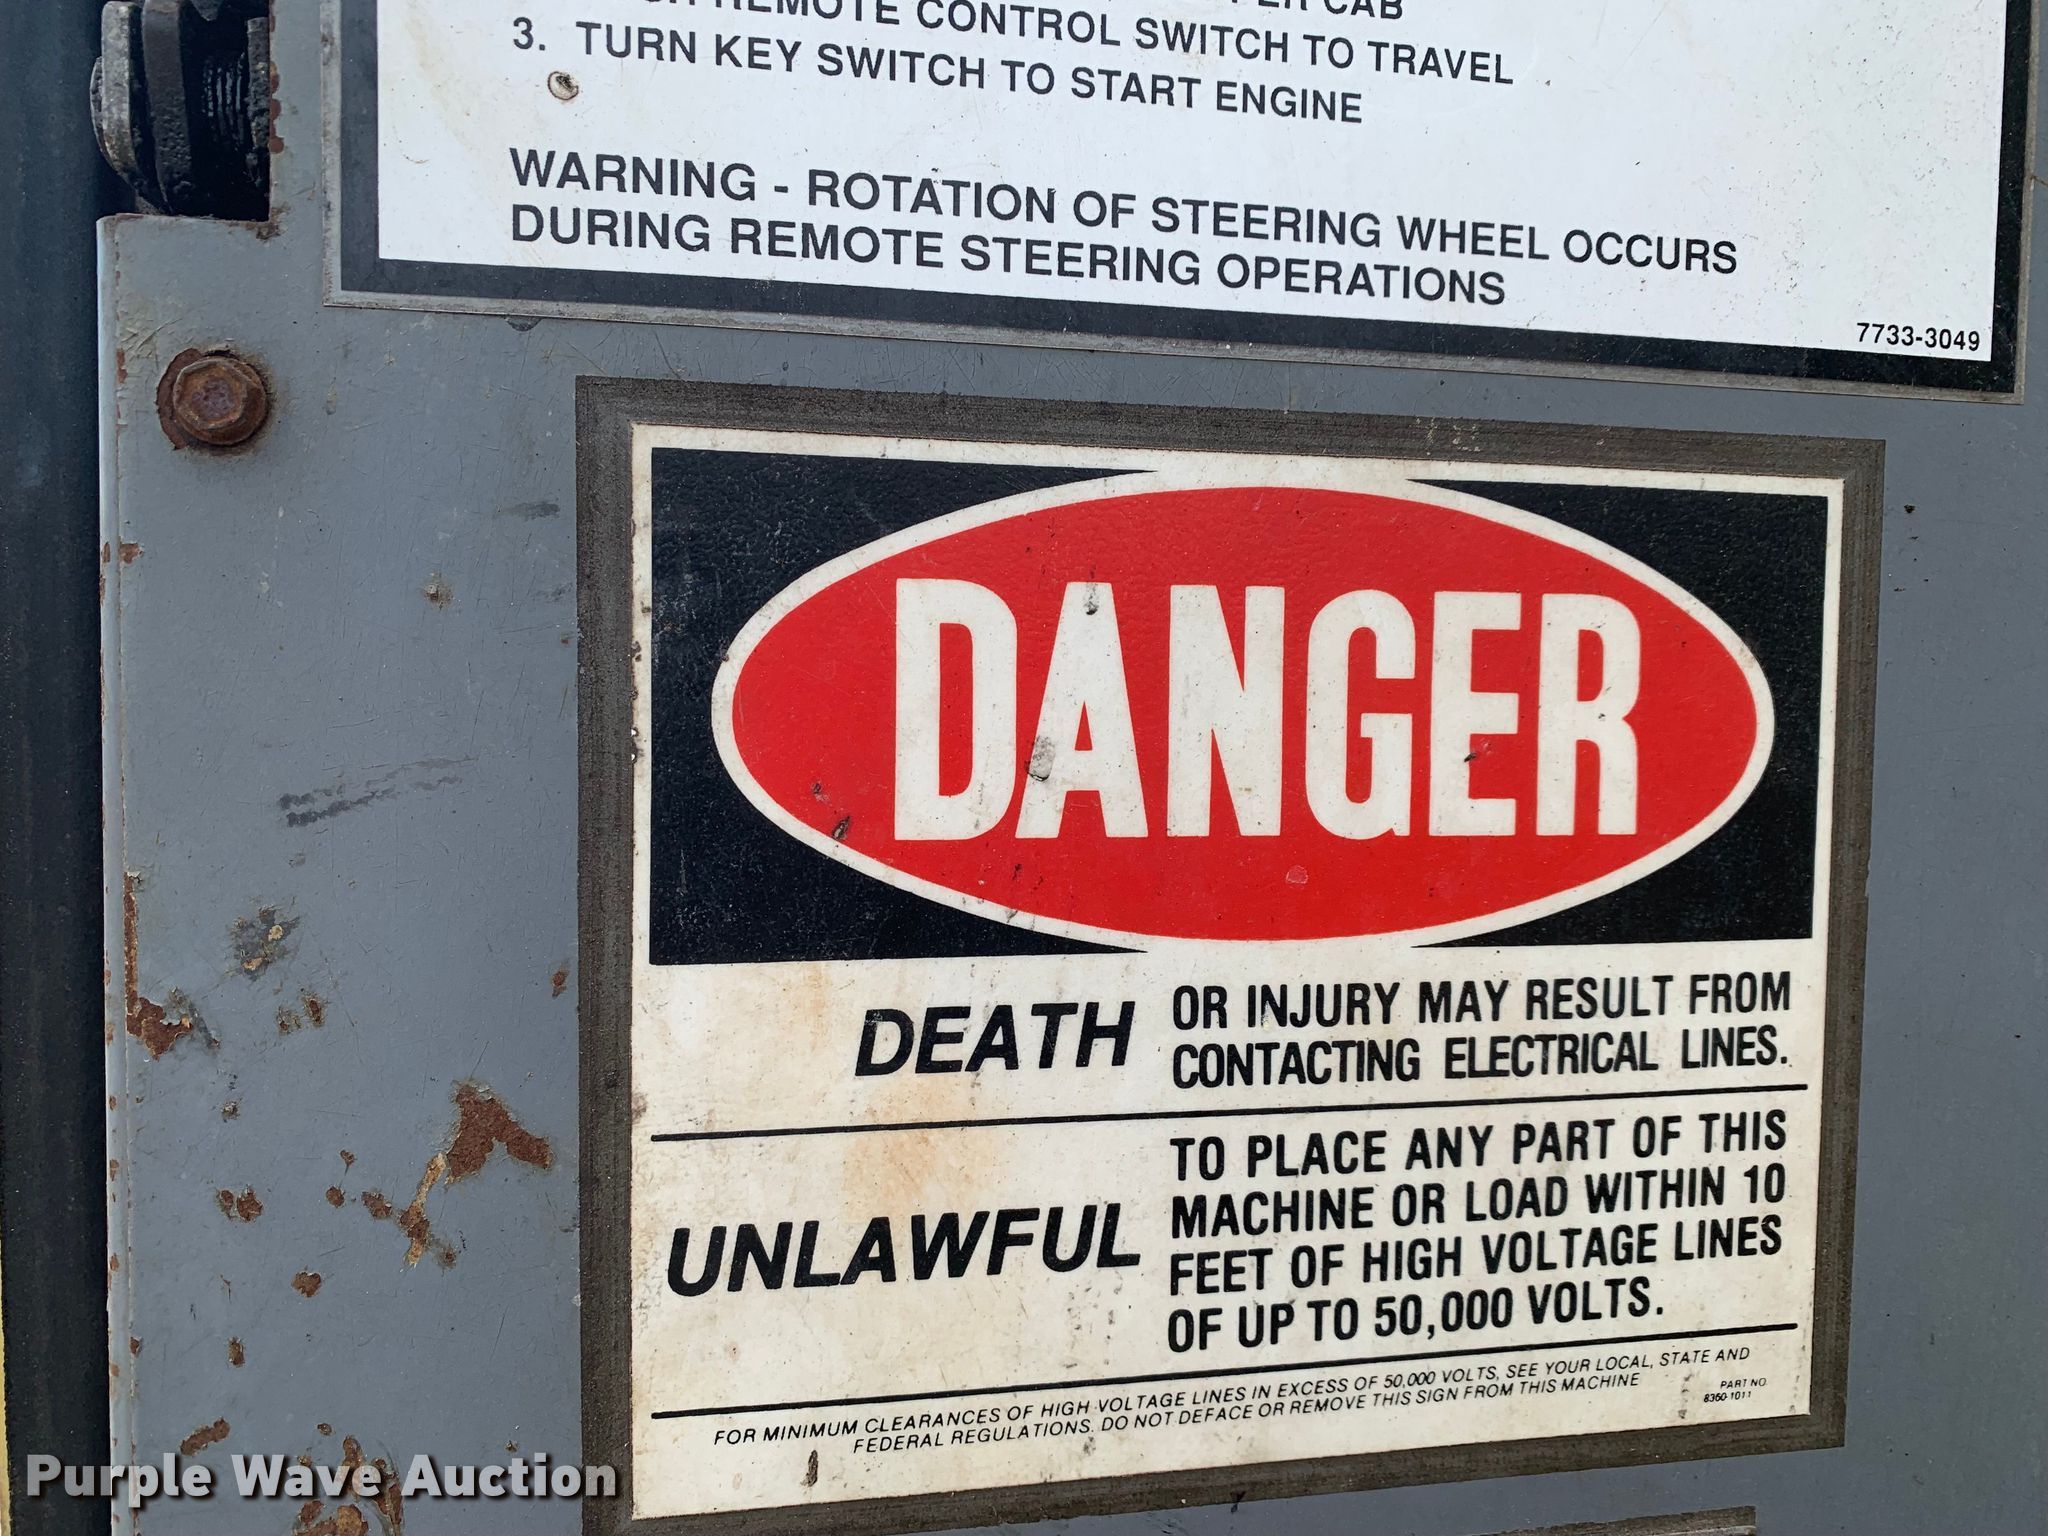 REMOTE CONTROL SWITCH TO TRAVEL
CAB
3. TURN KEY SWITCH TO START ENGINE
WARNING - ROTATION OF STEERING WHEEL OCCURS
DURING REMOTE STEERING OPERATIONS
7733-3049
DANGER
DEATH OR INJURY MAY RESULT FROM
CONTACTING ELECTRICAL LINES.
UNLAWFUL TO PLACE ANY PART OF THIS
MACHINE OR LOAD WITHIN 10
FEET OF HIGH VOLTAGE LINES
OF UP TO 50,000 VOLTS.
FOR MINIMUM CLEARANCES OF HIGH VOLTAGE LINES IN EXCESS OF 50,000 VOLTS, SEE YOUR LOCAL, STATE AND
FEDERAL REGULATIONS. DO NOT DEFACE OR REMOVE THIS SIGN FROM THIS MACHINE
PART NO
8360-1011
Purple Wave Auction